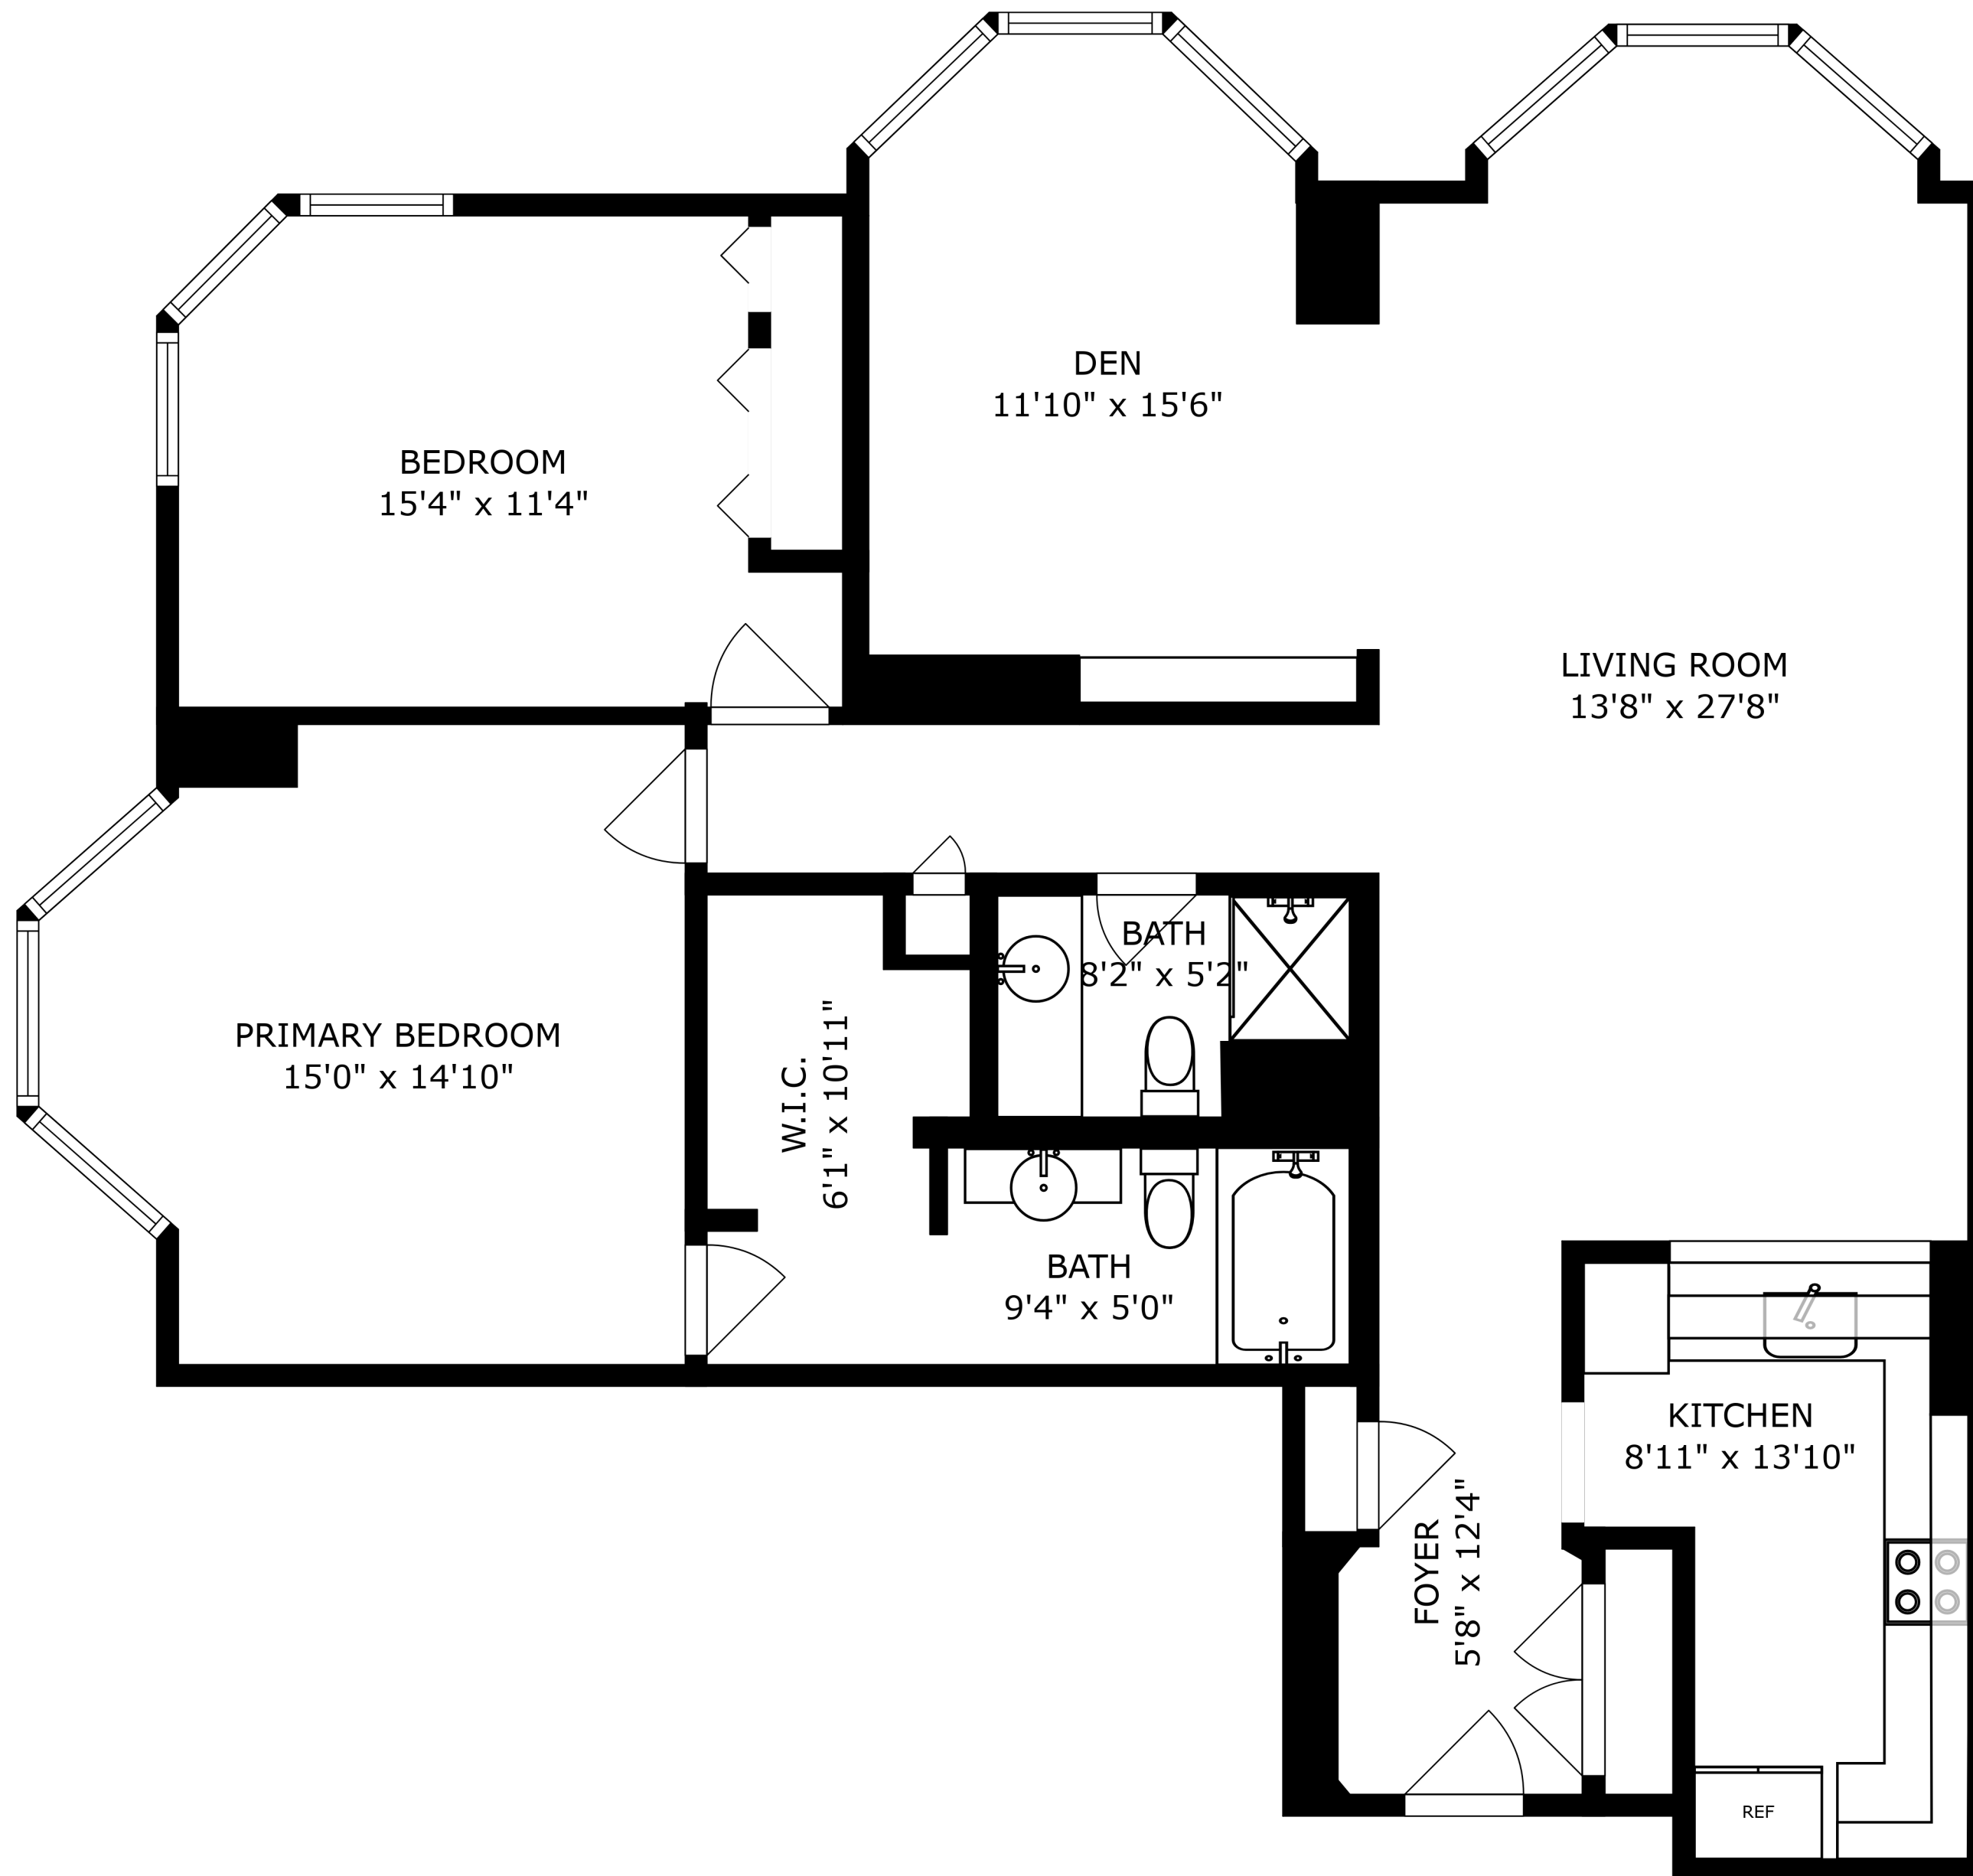 DEN
11'10" x 15'6"
BEDROOM
15'4" x 11'4"
LIVING ROOM
13'8" x 27'8"
BATH
8'2" x 5'2"
PRIMARY BEDROOM
15'0" x 14'10"
W.I.C.
6'1" x 10'11"
BATH
9'4" x 5'0"
KITCHEN
8'11" x 13'10"
FOYER
5'8" x 12'4"
REF